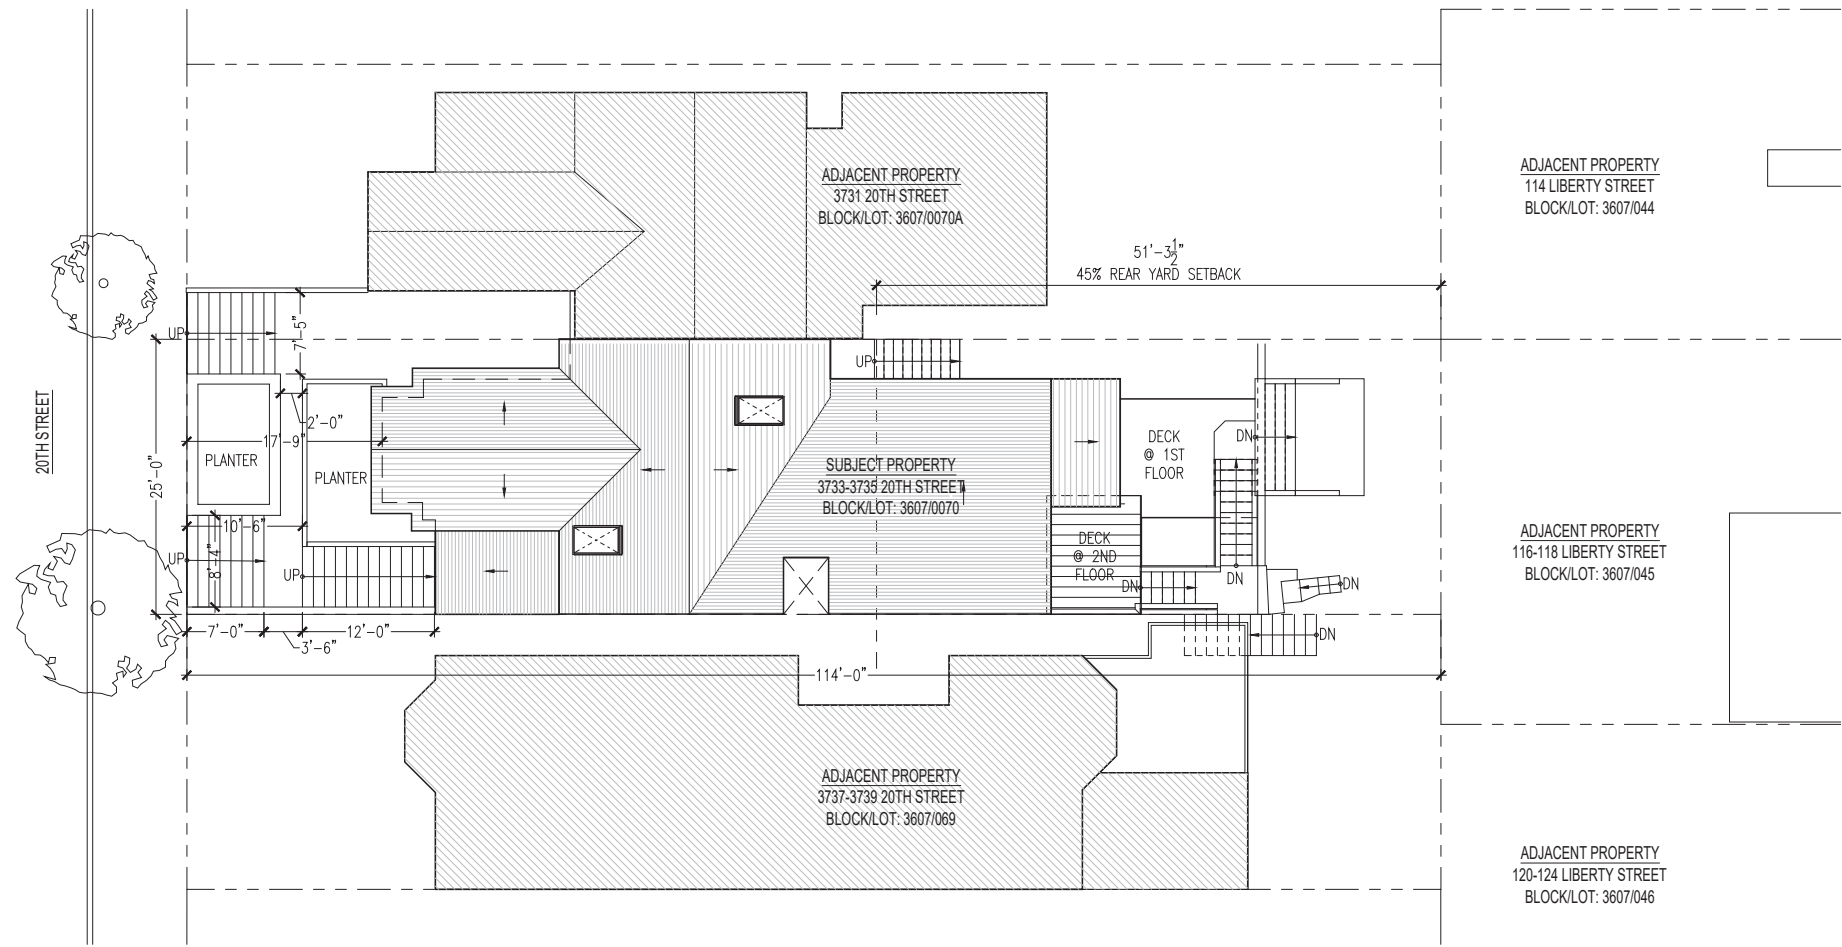 ADJACENT PROPERTY
3731 20TH STREET
BLOCK/LOT: 3607/0070A
ADJACENT PROPERTY
114 LIBERTY STREET
BLOCK/LOT: 3607/044
51'-3 1/2"
45% REAR YARD SETBACK
UP
7'-5"
UP
20TH STREET
25'-0"
2'-0"
17'-9"
PLANTER
PLANTER
10'-6"
UP
8'-4"
UP
SUBJECT PROPERTY
3733-3735 20TH STREET
BLOCK/LOT: 3607/0070
DECK
@ 1ST
FLOOR
DN
DECK
@ 2ND
FLOOR
DN
DN
DN
DN
ADJACENT PROPERTY
116-118 LIBERTY STREET
BLOCK/LOT: 3607/045
7'-0"
3'-6"
12'-0"
114'-0"
ADJACENT PROPERTY
3737-3739 20TH STREET
BLOCK/LOT: 3607/069
ADJACENT PROPERTY
120-124 LIBERTY STREET
BLOCK/LOT: 3607/046